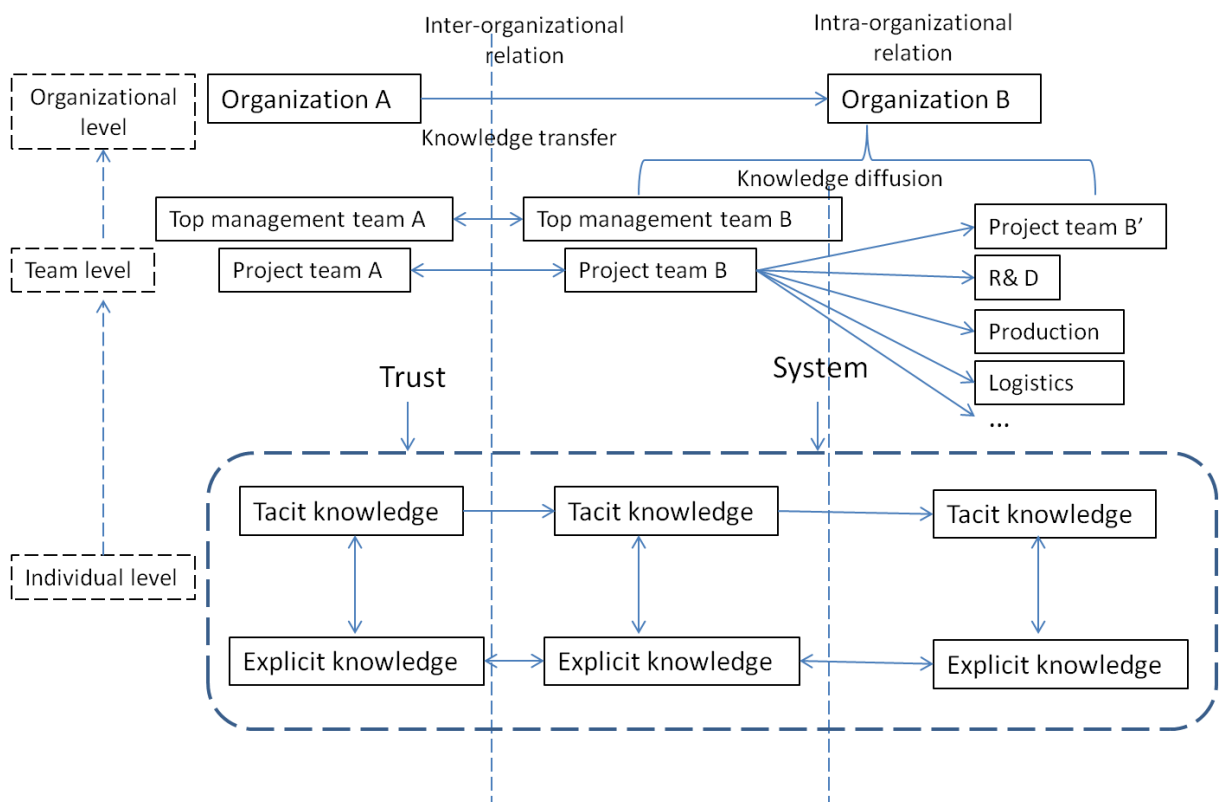 Inter-organizational
relation
Intra-organizational
relation
Organizational
level
Organization A
Organization B
Knowledge transfer
Knowledge diffusion
Top management team A
Top management team B
Project team B’
Team level
Project team A
Project team B
R& D
Production
Logistics
...
Trust
System
Tacit knowledge
Tacit knowledge
Tacit knowledge
Individual level
Explicit knowledge
Explicit knowledge
Explicit knowledge